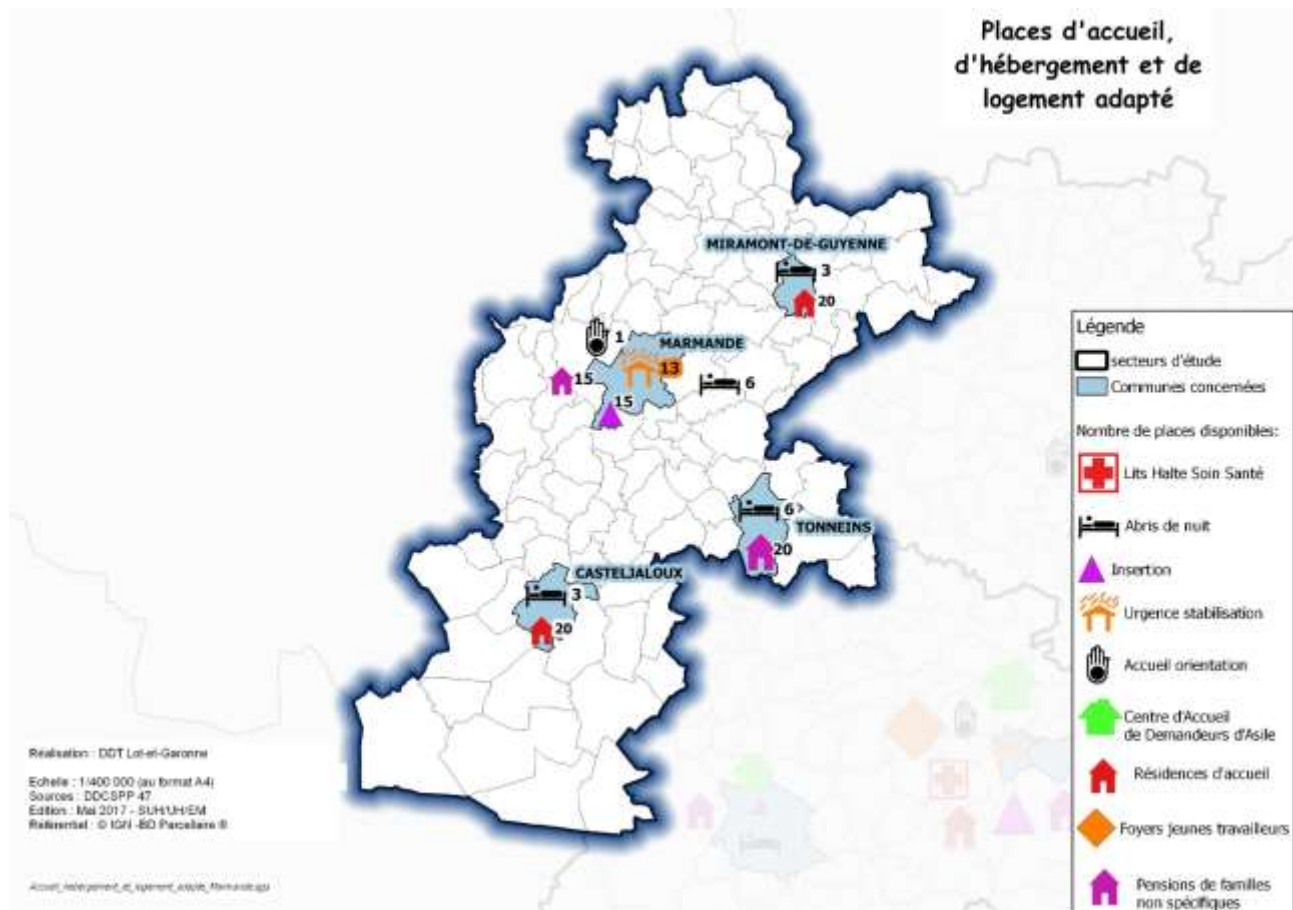 Places d'accueil,
d'hébergement et de
logement adapté
MIRAMONT-DE-GUYENNE
3
20
1
MARMANDE
13
15
6
15
6
TONNEINS
20
CASTELJALOUX
3
20
Légende
secteurs d'étude
Communes concernées
Nombre de places disponibles:
Lits Halte Soin Santé
Abris de nuit
Insertion
Urgence stabilisation
Accueil orientation
Centre d'Accueil
de Demandeurs d'Asile
Résidences d'accueil
Foyers jeunes travailleurs
Pensions de familles
non spécifiques
Réalisation : DDT Lot-et-Garonne
Echelle : 1/400 000 (au format A4)
Sources : DDCSPP 47
Edition : Mai 2017 - SUH/UH/EM
Référentiel : © IGN -BD Parcellaire ®